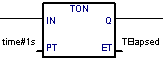 TON
IN Q
time#1s PT ET TElapsed